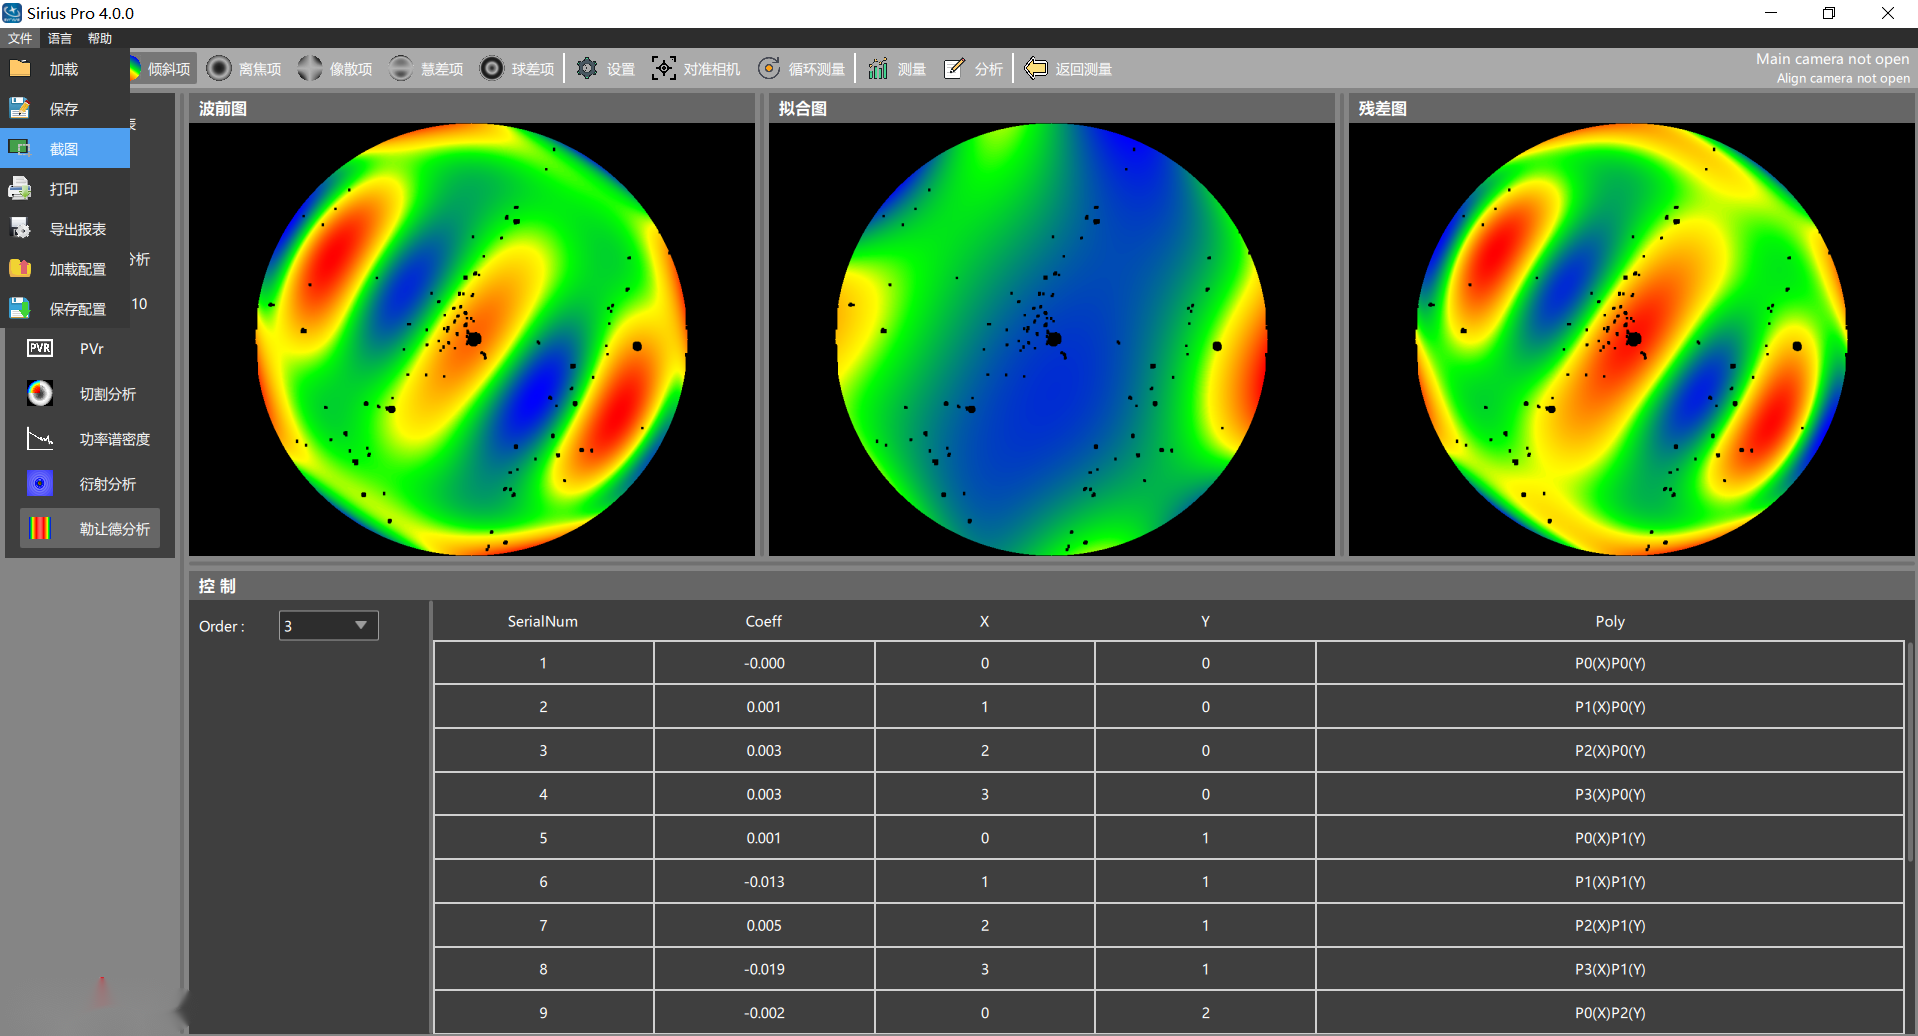 Sirius Pro 4.0.0
文件 语言 帮助
加载
保存
截图
打印
导出报表
加载配置
保存配置
倾斜项 离焦项 像散项 慧差项 球差项 设置 对准相机 循环测量 测量 分析 返回测量
Main camera not open
Align camera not open
表
分析
10
PVR PVr
切割分析
功率谱密度
衍射分析
勒让德分析
波前图 拟合图 残差图
控 制
Order : 3
SerialNum Coeff X Y Poly
1 -0.000 0 0 P0(X)P0(Y)
2 0.001 1 0 P1(X)P0(Y)
3 0.003 2 0 P2(X)P0(Y)
4 0.003 3 0 P3(X)P0(Y)
5 0.001 0 1 P0(X)P1(Y)
6 -0.013 1 1 P1(X)P1(Y)
7 0.005 2 1 P2(X)P1(Y)
8 -0.019 3 1 P3(X)P1(Y)
9 -0.002 0 2 P0(X)P2(Y)